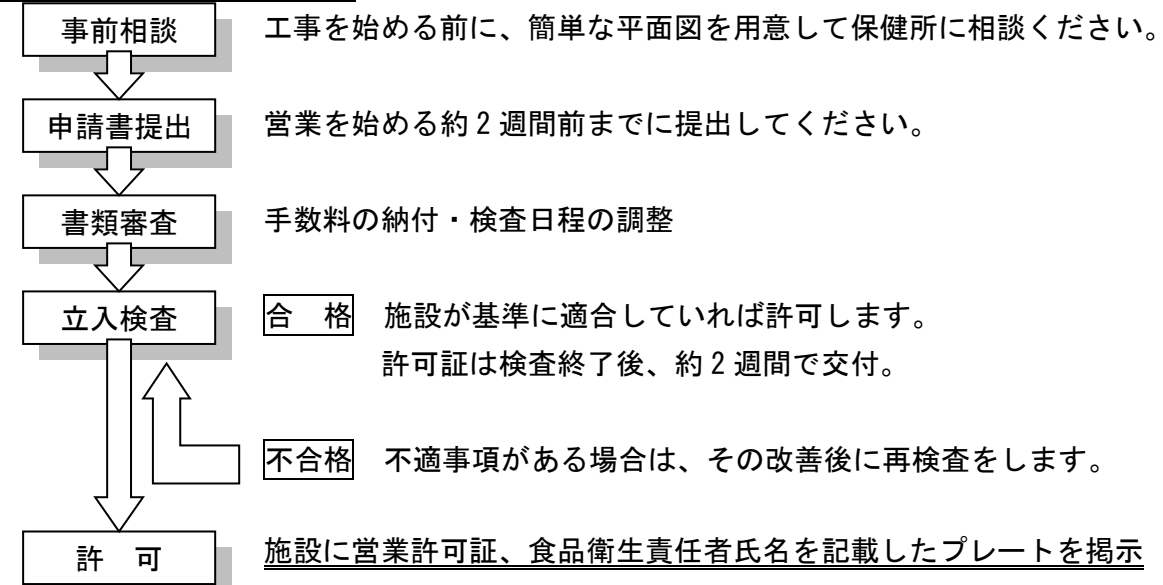 事前相談 工事を始める前に、簡単な平面図を用意して保健所に相談ください。
申請書提出 営業を始める約2週間前までに提出してください。
書類審査 手数料の納付・検査日程の調整
立入検査 合　格 施設が基準に適合していれば許可します。
許可証は検査終了後、約2週間で交付。
不合格 不適事項がある場合は、その改善後に再検査をします。
許　可 施設に営業許可証、食品衛生責任者氏名を記載したプレートを掲示